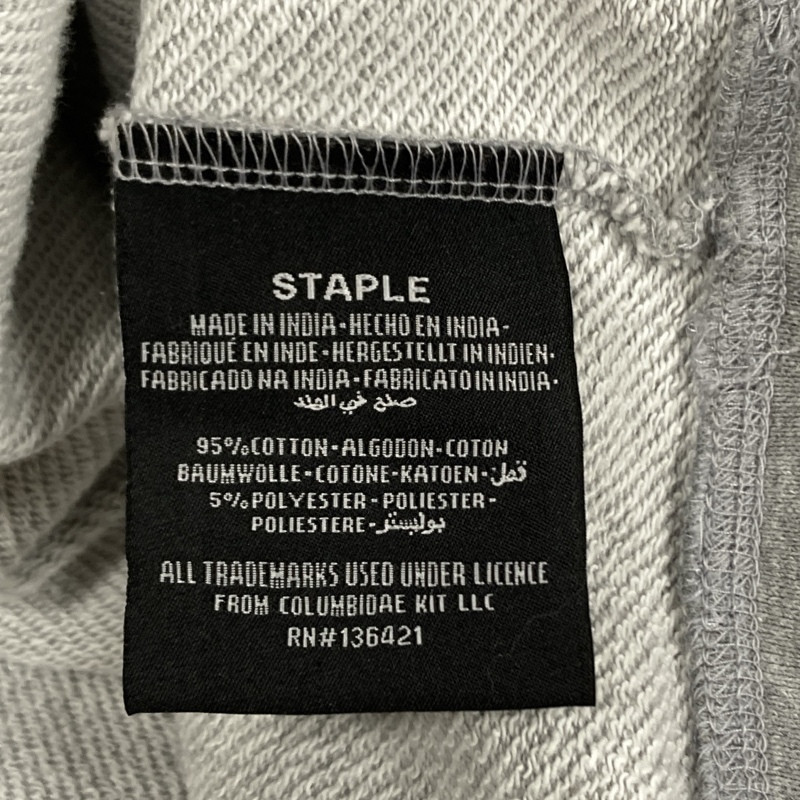 STAPLE
MADE IN INDIA-HECHO EN INDIA-
FABRIQUÉ EN INDE-HERGESTELLT IN INDIEN-
FABRICADO NA INDIA-FABRICATO IN INDIA-
صنع في الهند
95%COTTON-ALGODON-COTON
BAUMWOLLE-COTONE-KATOEN-قطن
5%POLYESTER-POLIESTER-
POLIESTERE-بوليستر
ALL TRADEMARKS USED UNDER LICENCE
FROM COLUMBIDAE KIT LLC
RN#136421